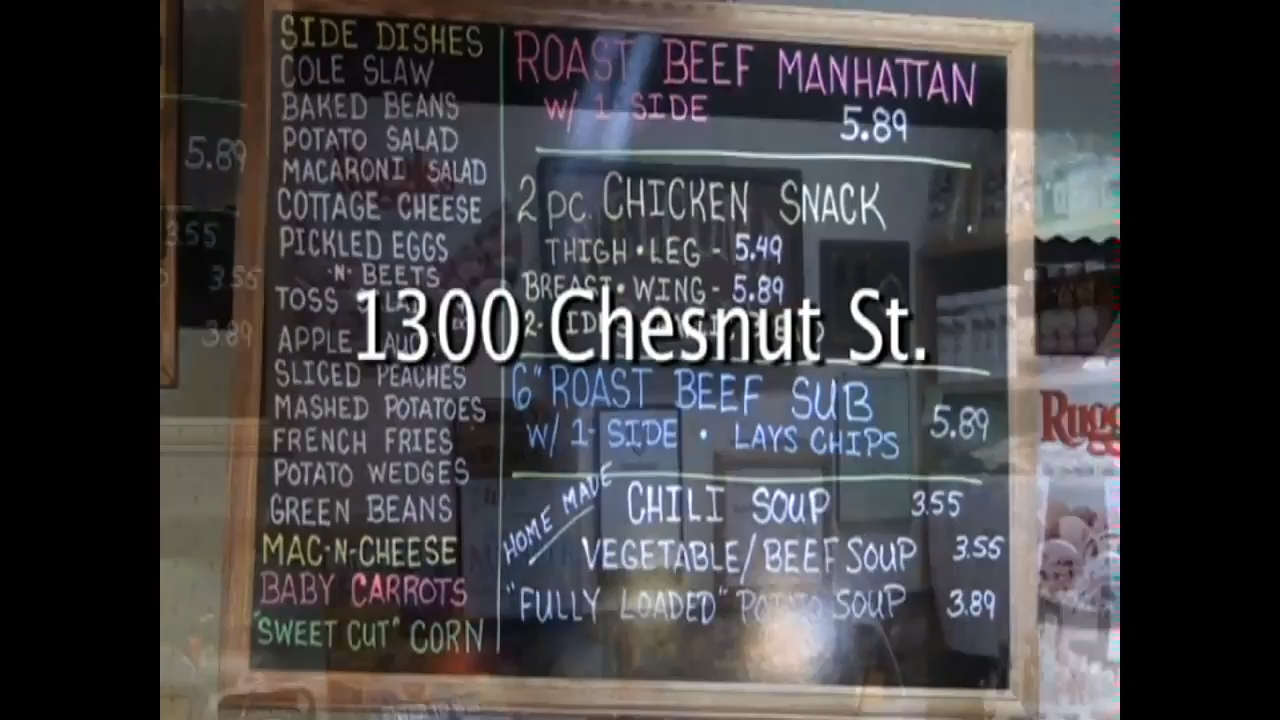 SIDE DISHES
COLE SLAW
BAKED BEANS
POTATO SALAD
MACARONI SALAD
COTTAGE CHEESE
PICKLED EGGS
-N- BEETS
TOSS
APPLE
SLICED PEACHES
MASHED POTATOES
FRENCH FRIES
POTATO WEDGES
GREEN BEANS
MAC-N-CHEESE
BABY CARROTS
"SWEET CUT" CORN
ROAST BEEF MANHATTAN
W/ 1 SIDE
5.89
2 PC. CHICKEN SNACK
THIGH • LEG - 5.49
BREAST • WING - 5.89
1300 Chesnut St.
6" ROAST BEEF SUB
W/ 1- SIDE • LAYS CHIPS 5.89
HOME MADE
CHILI SOUP 3.55
VEGETABLE/BEEF SOUP 3.55
"FULLY LOADED" POTATO SOUP 3.89
5.89
3.55
3.55
3.89